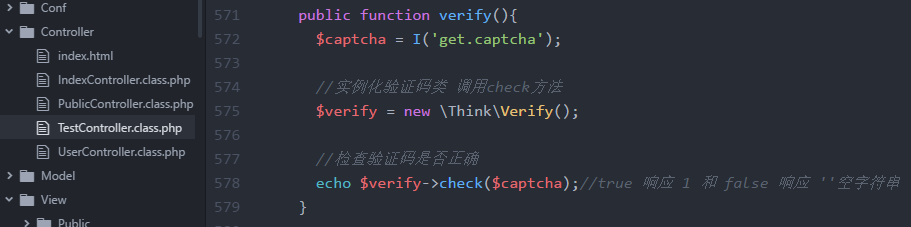 Conf
Controller
index.html
IndexController.class.php
PublicController.class.php
TestController.class.php
UserController.class.php
Model
View
Public
571 public function verify(){
572 $captcha = I('get.captcha');
573
574 //实例化验证码类 调用check方法
575 $verify = new \Think\Verify();
576
577 //检查验证码是否正确
578 echo $verify->check($captcha);//true 响应 1 和 false 响应 ''空字符串
579 }